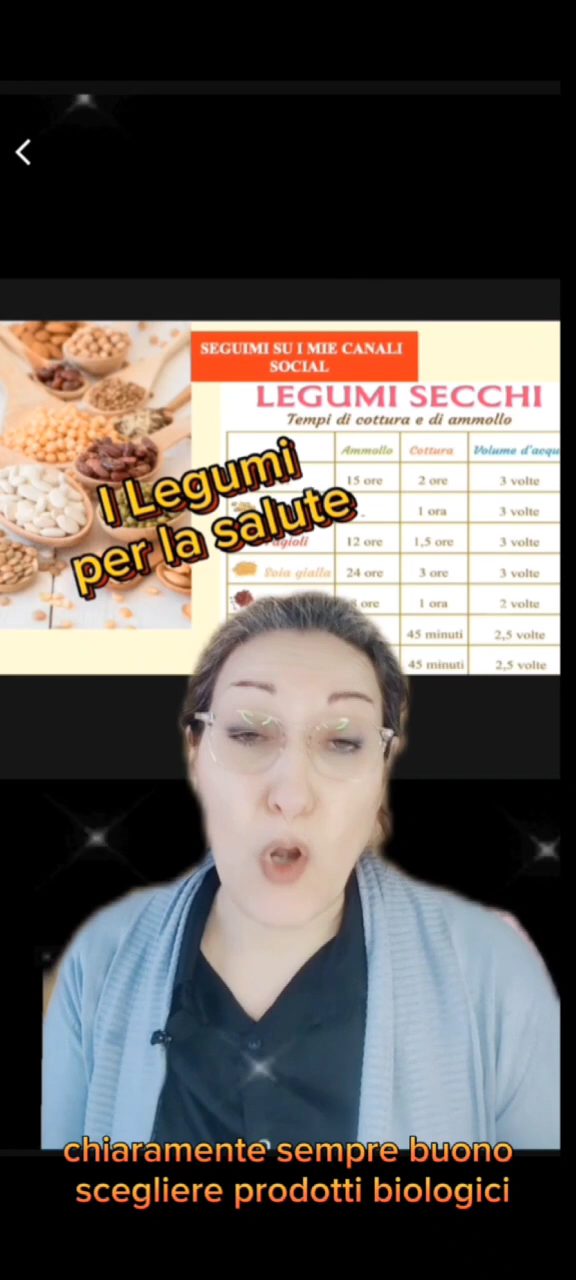 SEGUIMI SU I MIE CANALI
SOCIAL
LEGUMI SECCHI
Tempi di cottura e di ammollo
Ammollo Cottura Volume d'acqu
15 ore 2 ore 3 volte
I Legumi
per la salute
1 ora 3 volte
12 ore 1,5 ore 3 volte
Soia gialla 24 ore 3 ore 3 volte
ore 1 ora 2 volte
45 minuti 2,5 volte
45 minuti 2,5 volte
chiaramente sempre buono
scegliere prodotti biologici